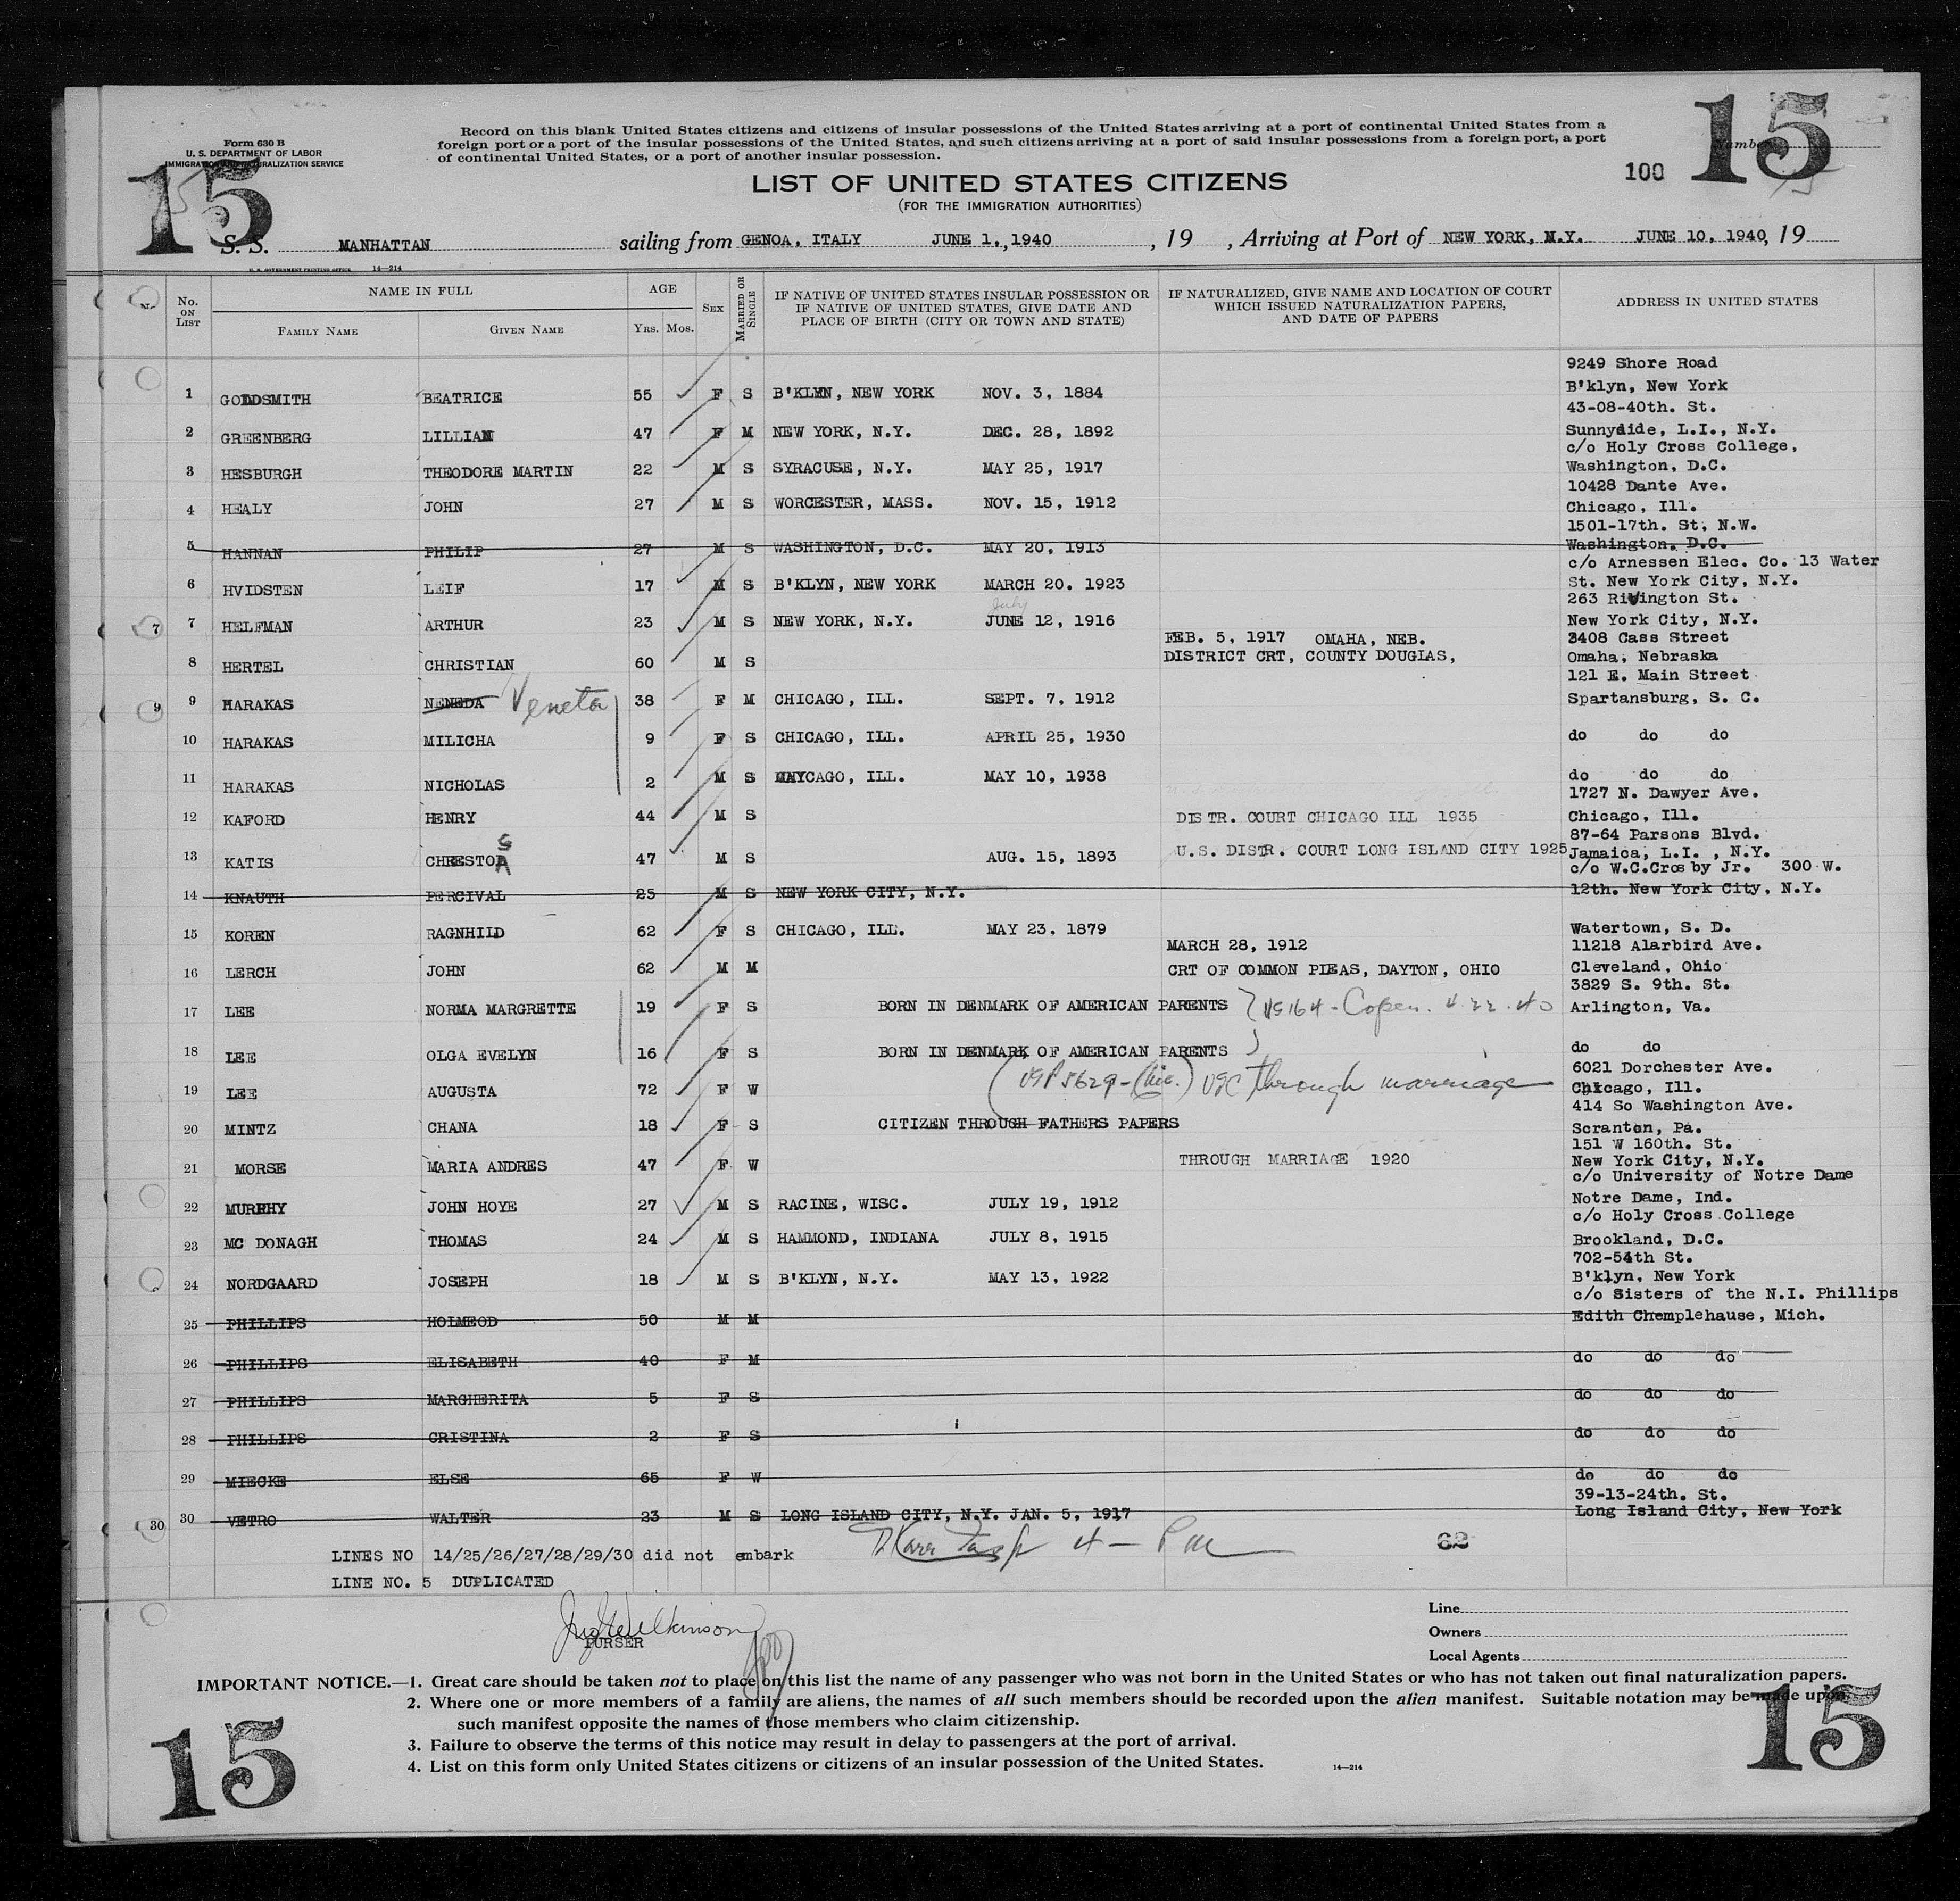 15
15
Form 630 B
U. S. DEPARTMENT OF LABOR
IMMIGRATION AND NATURALIZATION SERVICE
Record on this blank United States citizens and citizens of insular possessions of the United States arriving at a port of continental United States from a
foreign port or a port of the insular possessions of the United States, and such citizens arriving at a port of said insular possessions from a foreign port, a port
of continental United States, or a port of another insular possession.
100
LIST OF UNITED STATES CITIZENS
(FOR THE IMMIGRATION AUTHORITIES)
S. S. MANHATTAN sailing from GENOA, ITALY JUNE 1, 1940, 19 , Arriving at Port of NEW YORK, N.Y. JUNE 10, 1940, 19
U. S. GOVERNMENT PRINTING OFFICE 14—214
No. ON LIST NAME IN FULL AGE SEX MARRIED OR SINGLE IF NATIVE OF UNITED STATES INSULAR POSSESSION OR IF NATIVE OF UNITED STATES, GIVE DATE AND PLACE OF BIRTH (CITY OR TOWN AND STATE) IF NATURALIZED, GIVE NAME AND LOCATION OF COURT WHICH ISSUED NATURALIZATION PAPERS, AND DATE OF PAPERS ADDRESS IN UNITED STATES
FAMILY NAME GIVEN NAME YRS. MOS.
9249 Shore Road
1 GOLDSMITH BEATRICE 55 F S B'KLYN, NEW YORK NOV. 3, 1884 B'klyn, New York
43-08-40th. St.
2 GREENBERG LILLIAN 47 F M NEW YORK, N.Y. DEC. 28, 1892 Sunnydide, L.I., N.Y.
c/o Holy Cross College,
3 HESBURGH THEODORE MARTIN 22 M S SYRACUSE, N.Y. MAY 25, 1917 Washington, D.C.
10428 Dante Ave.
4 HEALY JOHN 27 M S WORCESTER, MASS. NOV. 15, 1912 Chicago, Ill.
1501-17th. St. N.W.
5 HANNAN PHILIP 27 M S WASHINGTON, D.C. MAY 20, 1913 Washington, D.C.
c/o Arnessen Elec. Co. 13 Water
6 HVIDSTEN LEIF 17 M S B'KLYN, NEW YORK MARCH 20. 1923 St. New York City, N.Y.
July 263 Rivington St.
7 7 HELFMAN ARTHUR 23 M S NEW YORK, N.Y. JUNE 12, 1916 New York City, N.Y.
FEB. 5, 1917 OMAHA, NEB. 3408 Cass Street
8 HERTEL CHRISTIAN 60 M S DISTRICT CRT, COUNTY DOUGLAS, Omaha, Nebraska
121 E. Main Street
9 9 HARAKAS NENEDA Veneta 38 F M CHICAGO, ILL. SEPT. 7, 1912 Spartansburg, S. C.
10 HARAKAS MILICHA 9 F S CHICAGO, ILL. APRIL 25, 1930 do do do
11 HARAKAS NICHOLAS 2 M S CHICAGO, ILL. MAY 10, 1938 do do do
1727 N. Dawyer Ave.
12 KAFORD HENRY 44 M S DISTR. COURT CHICAGO ILL 1935 Chicago, Ill.
87-64 Parsons Blvd.
13 KATIS CHRESTOS 47 M S AUG. 15, 1893 U.S. DISTR. COURT LONG ISLAND CITY 1925 Jamaica, L.I. , N.Y.
c/o W.C.Crosby Jr. 300 W.
14 KNAUTH PERCIVAL 25 M S NEW YORK CITY, N.Y. 12th. New York City, N.Y.
15 KOREN RAGNHILD 62 F S CHICAGO, ILL. MAY 23. 1879 Watertown, S. D.
MARCH 28, 1912 11218 Alarbird Ave.
16 LERCH JOHN 62 M M CRT OF COMMON PLEAS, DAYTON, OHIO Cleveland, Ohio
3829 S. 9th. St.
17 LEE NORMA MARGRETTE 19 F S BORN IN DENMARK OF AMERICAN PARENTS 164 - Copen. 4.22.40 Arlington, Va.
18 LEE OLGA EVELYN 16 F S BORN IN DENMARK OF AMERICAN PARENTS do do
6021 Dorchester Ave.
19 LEE AUGUSTA 72 F W through marriage Chicago, Ill.
414 So Washington Ave.
20 MINTZ CHANA 18 F S CITIZEN THROUGH FATHERS PAPERS Scranton, Pa.
151 W 160th. St.
21 MORSE MARIA ANDRES 47 F W THROUGH MARRIAGE 1920 New York City, N.Y.
c/o University of Notre Dame
22 MURPHY JOHN HOYE 27 M S RACINE, WISC. JULY 19, 1912 Notre Dame, Ind.
c/o Holy Cross College
23 MC DONAGH THOMAS 24 M S HAMMOND, INDIANA JULY 8, 1915 Brookland, D.C.
702-54th St.
24 NORDGAARD JOSEPH 18 M S B'KLYN, N.Y. MAY 13, 1922 B'klyn, New York
c/o Sisters of the N.I. Phillips
25 PHILLIPS HOLMEOD 50 M M Edith Chemplehause, Mich.
26 PHILLIPS ELISABETH 40 F M do do do
27 PHILLIPS MARGHERITA 5 F S do do do
28 PHILLIPS CRISTINA 2 F S do do do
29 MIECKE ELSE 65 F W do do do
39-13-24th. St.
30 30 VETRO WALTER 23 M S LONG ISLAND CITY, N.Y. JAN. 5, 1917 Long Island City, New York
LINES NO 14/25/26/27/28/29/30 did not embark 62
LINE NO. 5 DUPLICATED
Wilkinson
PURSER
Line
Owners
Local Agents
IMPORTANT NOTICE.—1. Great care should be taken not to place on this list the name of any passenger who was not born in the United States or who has not taken out final naturalization papers.
2. Where one or more members of a family are aliens, the names of all such members should be recorded upon the alien manifest. Suitable notation may be made upon
such manifest opposite the names of those members who claim citizenship.
3. Failure to observe the terms of this notice may result in delay to passengers at the port of arrival.
4. List on this form only United States citizens or citizens of an insular possession of the United States. 14—214
15
15